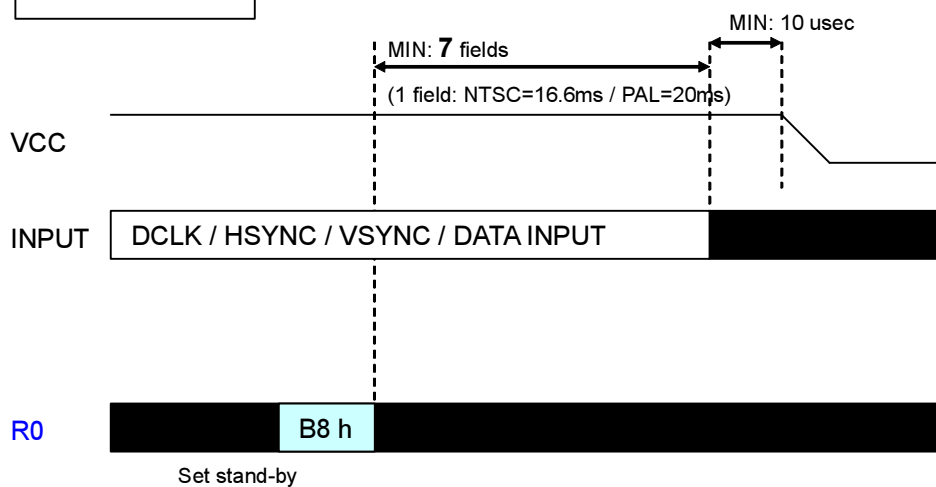 MIN: 10 usec
MIN: 7 fields
(1 field: NTSC=16.6ms / PAL=20ms)
VCC
INPUT
DCLK / HSYNC / VSYNC / DATA INPUT
R0
B8 h
Set stand-by